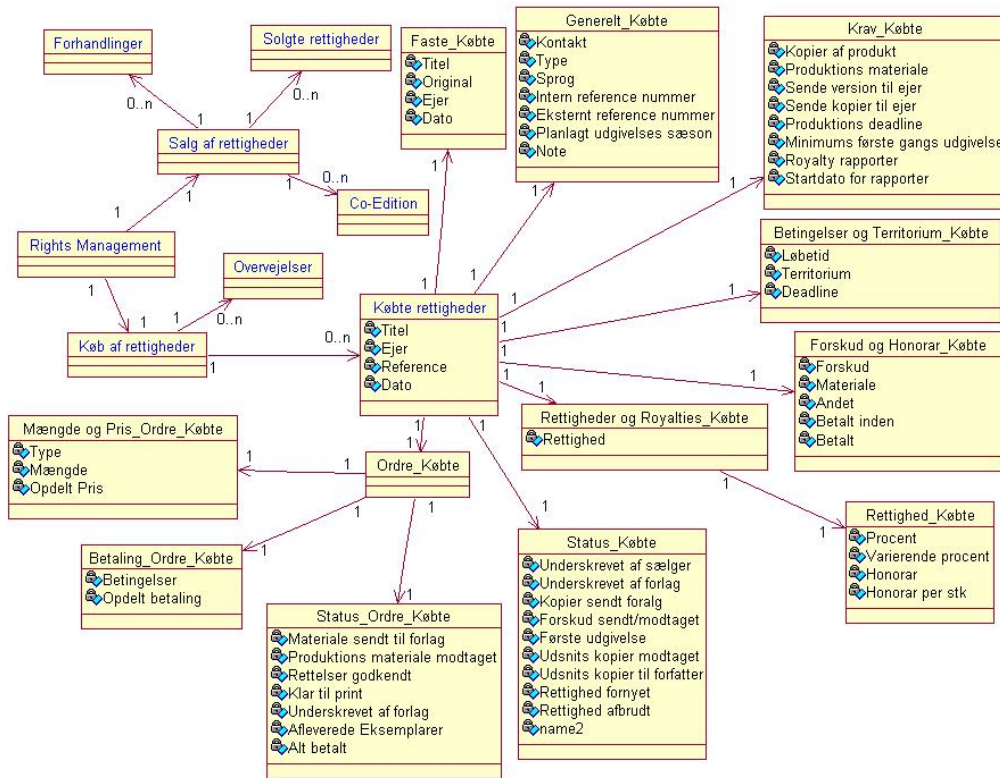 Forhandlinger
0..n
1
Solgte rettigheder
0..n
1
Salg af rettigheder
1
1
0..n
Co-Edition
1
Rights Management
1
1
Køb af rettigheder
1
Overvejelser
0..n
1
0..n
Faste_Købte
Titel
Original
Ejer
Dato
1
1
Generelt_Købte
Kontakt
Type
Sprog
Intern reference nummer
Eksternt reference nummer
Planlagt udgivelses sæson
Note
1
1
Krav_Købte
Kopier af produkt
Produktions materiale
Sende version til ejer
Sende kopier til ejer
Produktions deadline
Minimums første gangs udgivelse
Royalty rapporter
Startdato for rapporter
1
1
Betingelser og Territorium_Købte
Løbetid
Territorium
Deadline
1
1
Købte rettigheder
Titel
Ejer
Reference
Dato
Forskud og Honorar_Købte
Forskud
Materiale
Andet
Betalt inden
Betalt
1
1
Rettigheder og Royalties_Købte
Rettighed
1
1
1
1
Rettighed_Købte
Procent
Varierende procent
Honorar
Honorar per stk
Mængde og Pris_Ordre_Købte
Type
Mængde
Opdelt Pris
1
1
Ordre_Købte
1
1
Betaling_Ordre_Købte
Betingelser
Opdelt betaling
1
1
Status_Ordre_Købte
Materiale sendt til forlag
Produktions materiale modtaget
Rettelser godkendt
Klar til print
Underskrevet af forlag
Afleverede Eksemplarer
Alt betalt
1
1
Status_Købte
Underskrevet af sælger
Underskrevet af forlag
Kopier sendt foralg
Forskud sendt/modtaget
Første udgivelse
Udsnits kopier modtaget
Udsnits kopier til forfatter
Rettighed fornyet
Rettighed afbrudt
name2
1
1